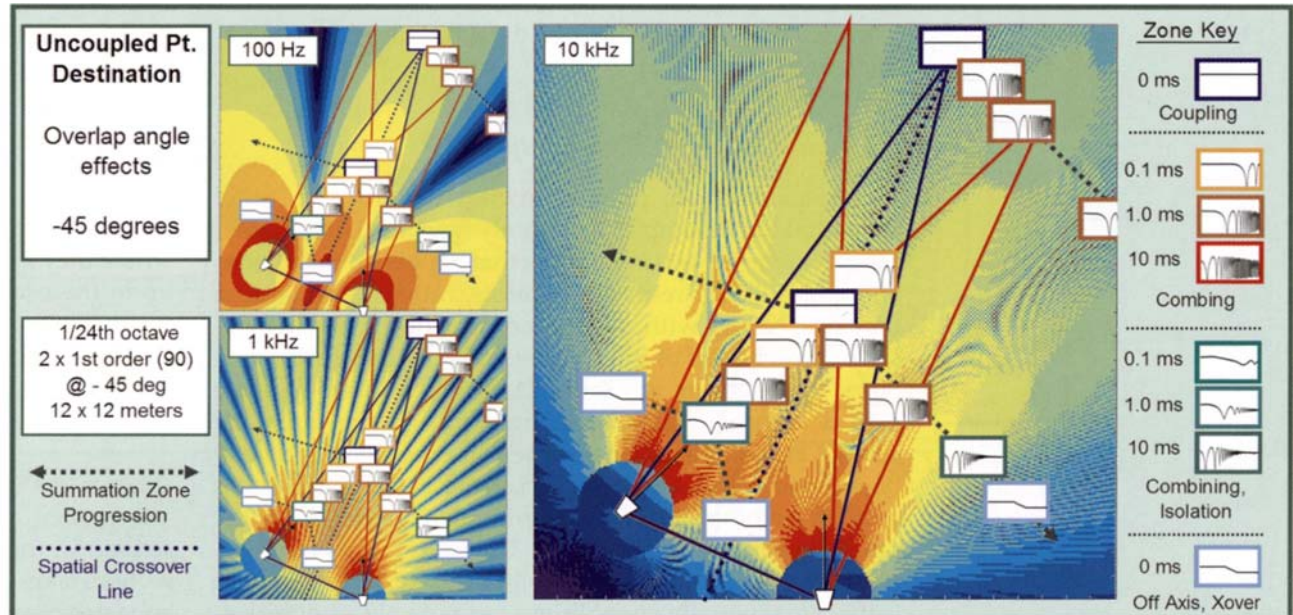 Uncoupled Pt.
Destination
Overlap angle
effects
-45 degrees
1/24th octave
2 x 1st order (90)
@ - 45 deg
12 x 12 meters
Summation Zone
Progression
Spatial Crossover
Line
100 Hz
1 kHz
10 kHz
Zone Key
0 ms
Coupling
0.1 ms
1.0 ms
10 ms
Combing
0.1 ms
1.0 ms
10 ms
Combining,
Isolation
0 ms
Off Axis, Xover